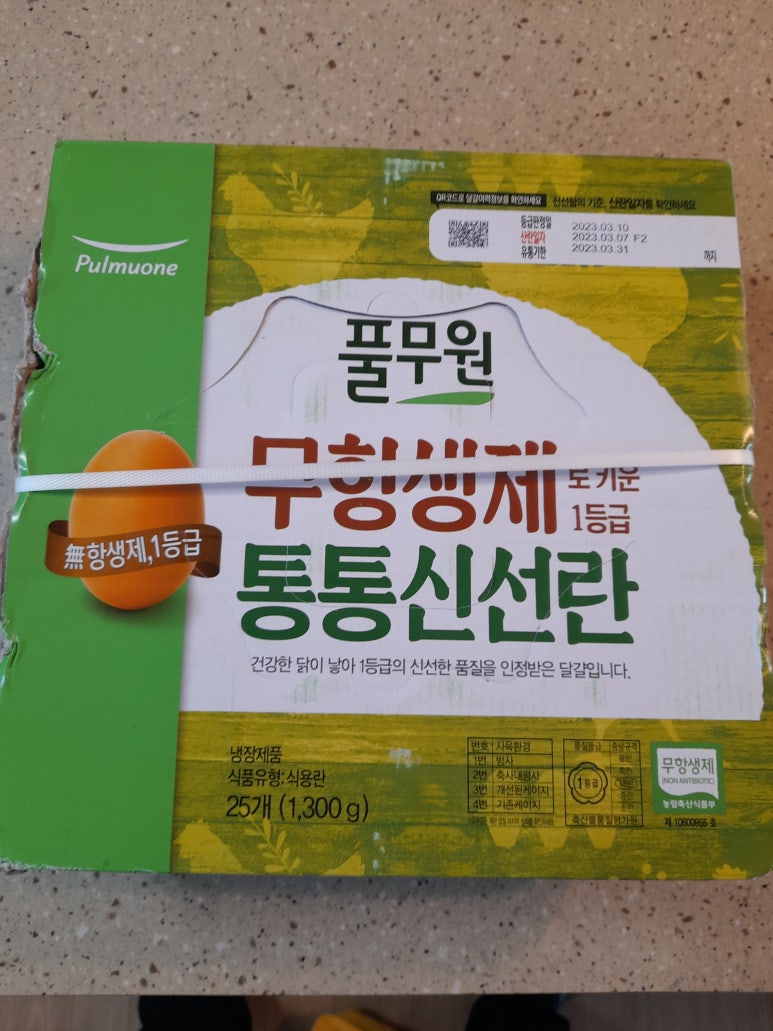 Pulmuone
QR코드로 달걀이력정보를 확인하세요
신선함의 기준, 산란일자를 확인하세요
등급판정일 2023.03.10
산란일자 2023.03.07 F2
유통기한 2023.03.31
까지
풀무원
무항생제로 키운
1등급
통통신선란
無항생제,1등급
건강한 닭이 낳아 1등급의 신선한 품질을 인정받은 달걀입니다.
냉장제품
식품유형: 식용란
25개 (1,300g)
번호 사육환경
1번 방사
2번 축사내평사
3번 개선된케이지
4번 기존케이지
품질등급 중량규격
1등급
축산물품질평가원
무항생제
(NON ANTIBIOTIC)
농림축산식품부
제 10600955 호